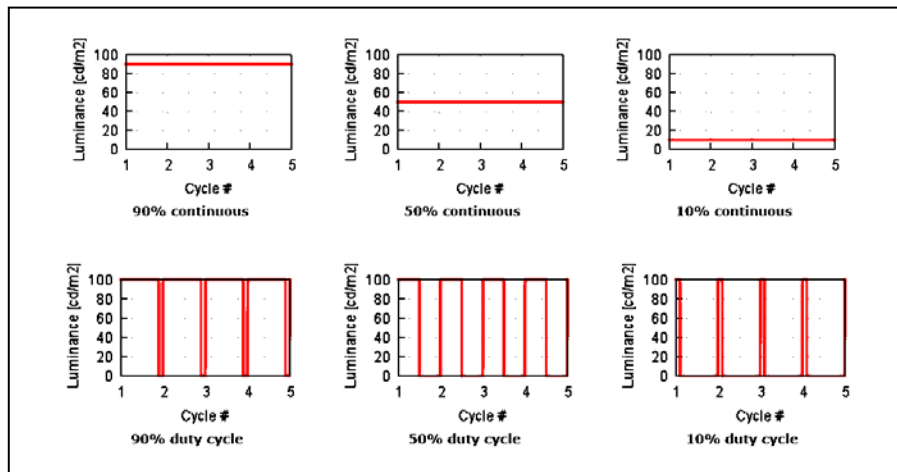 Luminance [cd/m2]
100
80
60
40
20
0
1 2 3 4 5
Cycle #
90% continuous
Luminance [cd/m2]
100
80
60
40
20
0
1 2 3 4 5
Cycle #
50% continuous
Luminance [cd/m2]
100
80
60
40
20
0
1 2 3 4 5
Cycle #
10% continuous
Luminance [cd/m2]
100
80
60
40
20
0
1 2 3 4 5
Cycle #
90% duty cycle
Luminance [cd/m2]
100
80
60
40
20
0
1 2 3 4 5
Cycle #
50% duty cycle
Luminance [cd/m2]
100
80
60
40
20
0
1 2 3 4 5
Cycle #
10% duty cycle